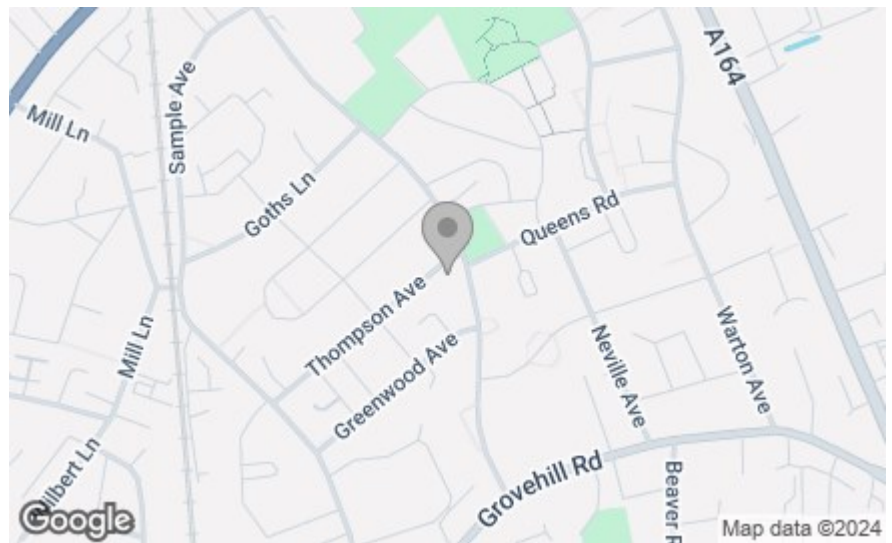 A164
Sample Ave
Mill Ln
Goths Ln
Queens Rd
Thompson Ave
Mill Ln
Greenwood Ave
Neville Ave
Warton Ave
Grovehill Rd
Beaver
Google
Map data ©2024